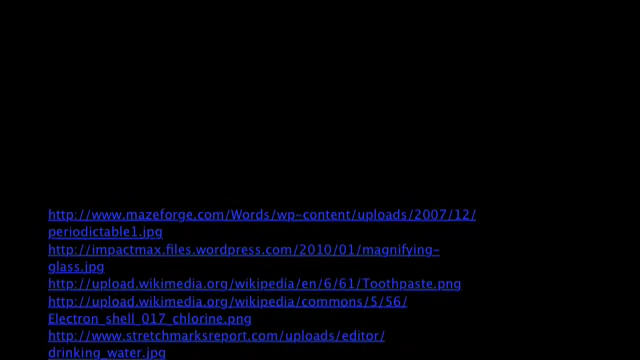 http://www.mazeforge.com/Words/wp-content/uploads/2007/12/
periodictable1.jpg
http://impactmax.files.wordpress.com/2010/01/magnifying-
glass.jpg
http://upload.wikimedia.org/wikipedia/en/6/61/Toothpaste.png
http://upload.wikimedia.org/wikipedia/commons/5/56/
Electron_shell_017_chlorine.png
http://www.stretchmarksreport.com/uploads/editor/
drinking_water.jpg